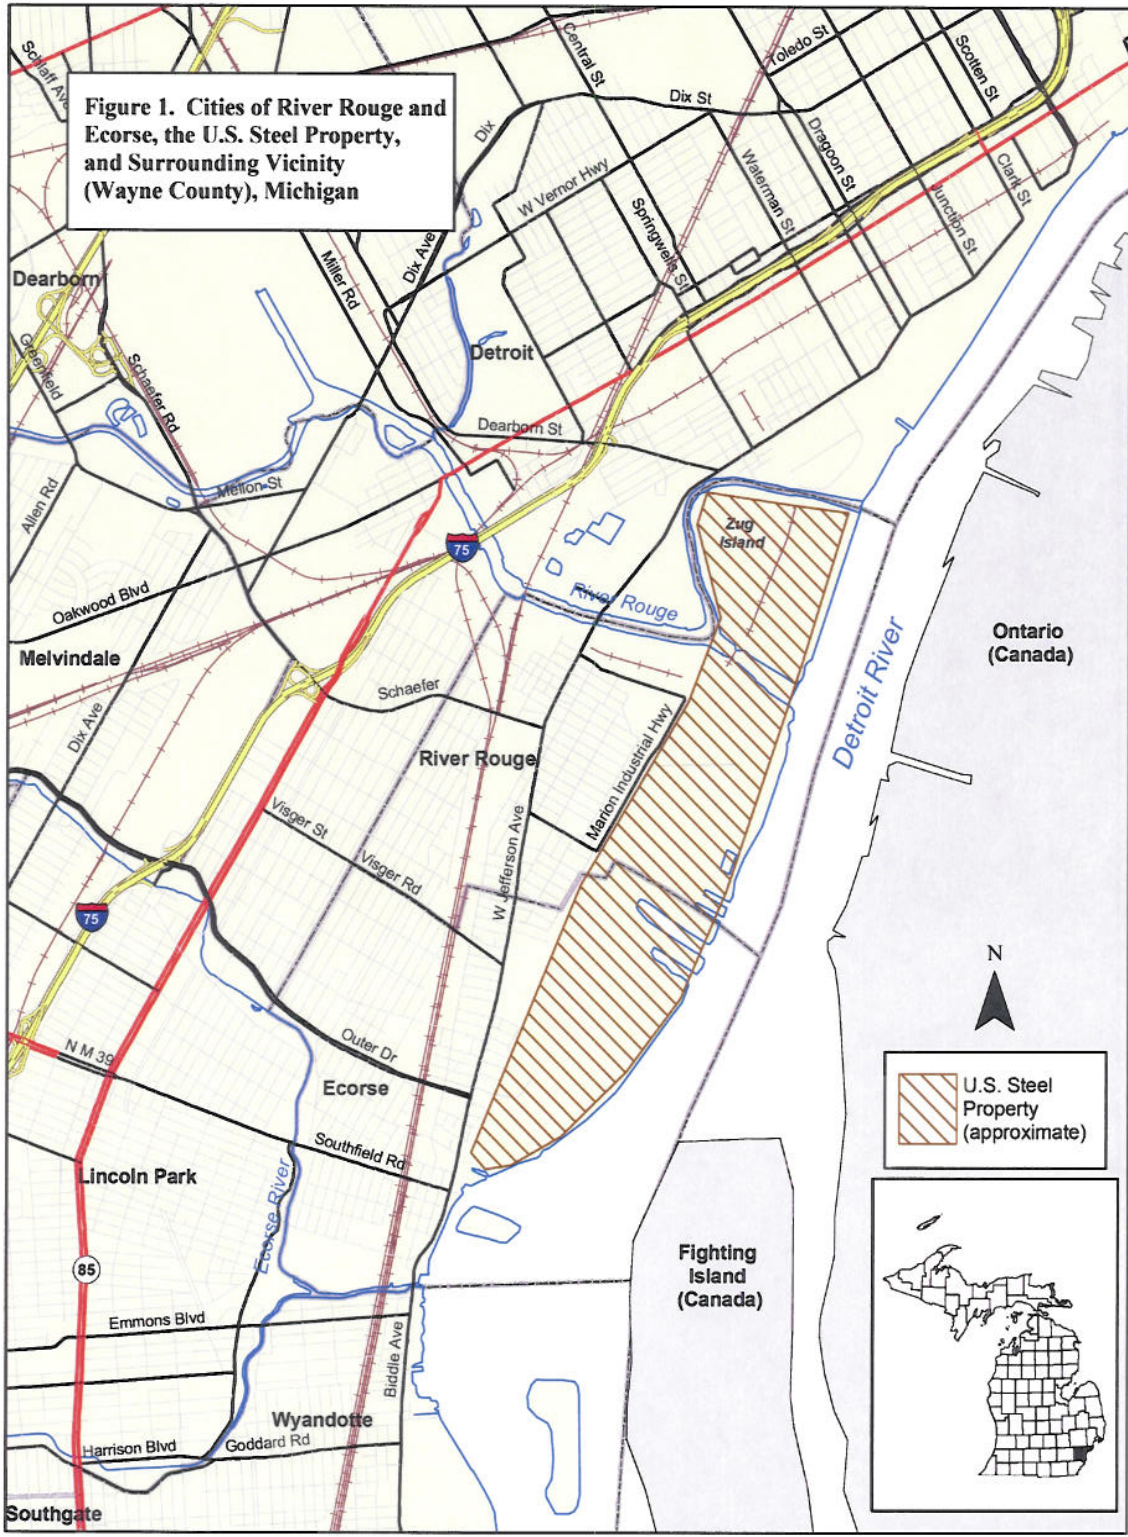 Figure 1. Cities of River Rouge and
Ecorse, the U.S. Steel Property,
and Surrounding Vicinity
(Wayne County), Michigan
Schlaff Ave
Central St
Toledo St
Scotten St
Dix St
Dix
Dragoon St
W Vernor Hwy
Waterman St
Clark St
Junction St
Springwells St
Dix Ave
Miller Rd
Dearborn
Greenfield
Schaefer Rd
Detroit
Dearborn St
Mellon St
Allen Rd
Zug
Island
75
Oakwood Blvd
River Rouge
Ontario
(Canada)
Melvindale
Detroit River
Schaefer
Dix Ave
River Rouge
Marion Industrial Hwy
Visger St
Visger Rd
W Jefferson Ave
75
N
N M 39
Outer Dr
Ecorse
U.S. Steel
Property
(approximate)
Southfield Rd
Lincoln Park
Ecorse River
85
Fighting
Island
(Canada)
Emmons Blvd
Biddle Ave
Wyandotte
Harrison Blvd
Goddard Rd
Southgate